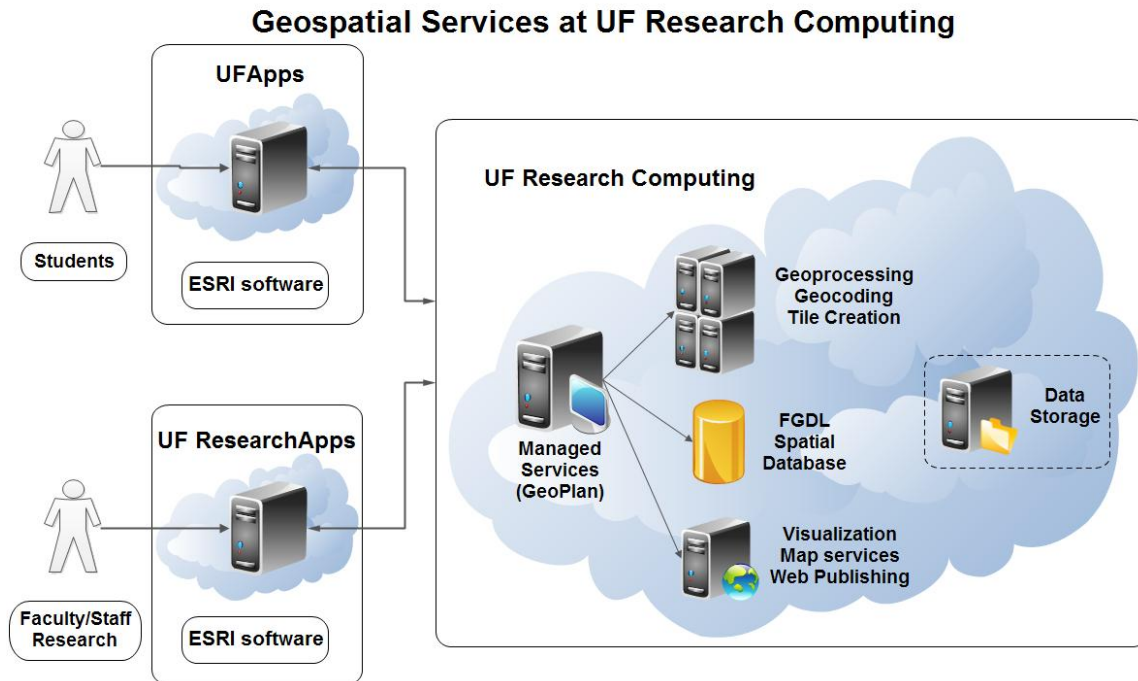 Geospatial Services at UF Research Computing
UFApps
Students
ESRI software
UF ResearchApps
Faculty/Staff
Research
ESRI software
UF Research Computing
Managed
Services
(GeoPlan)
Geoprocessing
Geocoding
Tile Creation
FGDL
Spatial
Database
Visualization
Map services
Web Publishing
Data
Storage